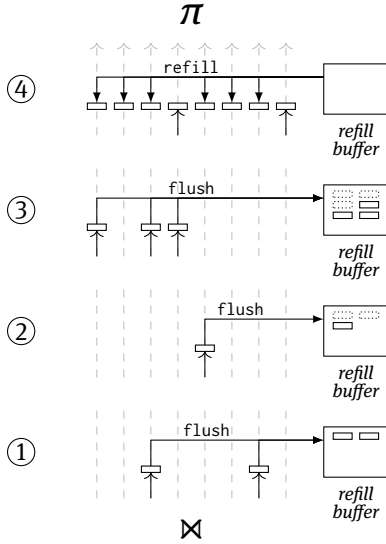 π
④
refill
refill
buffer
③
flush
refill
buffer
②
flush
refill
buffer
①
flush
refill
buffer
⋈